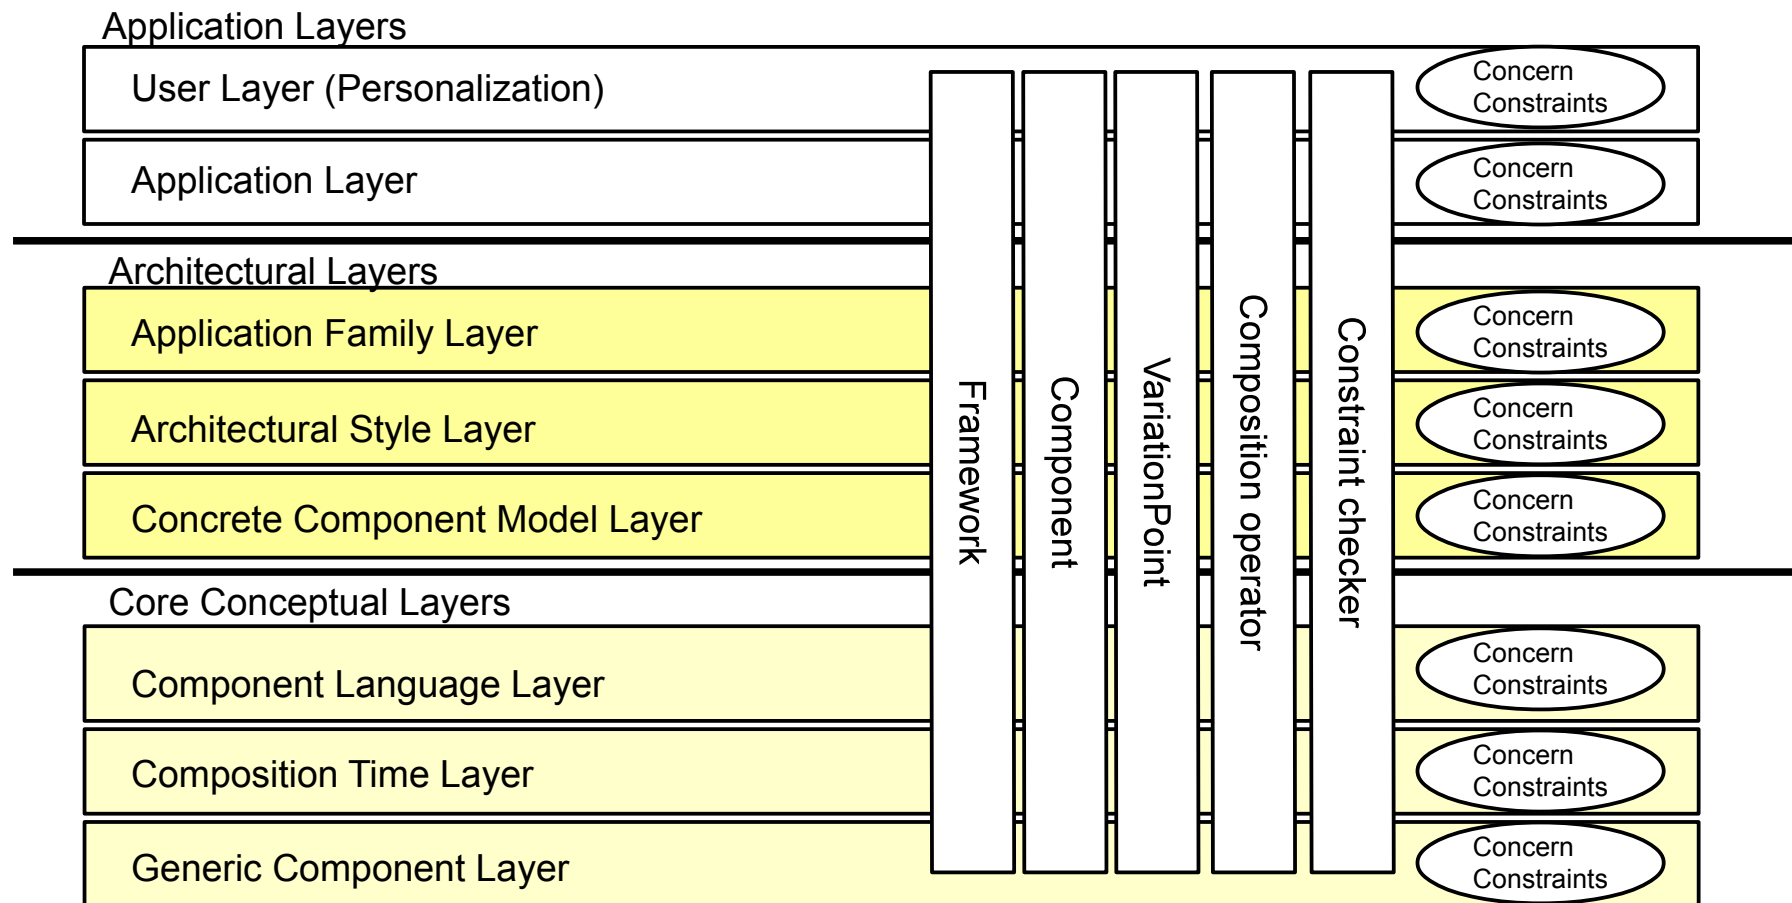 Application Layers
User Layer (Personalization)
Concern
Constraints
Application Layer
Concern
Constraints
Architectural Layers
Application Family Layer
Concern
Constraints
Architectural Style Layer
Concern
Constraints
Concrete Component Model Layer
Concern
Constraints
Framework
Component
VariationPoint
Composition operator
Constraint checker
Core Conceptual Layers
Component Language Layer
Concern
Constraints
Composition Time Layer
Concern
Constraints
Generic Component Layer
Concern
Constraints